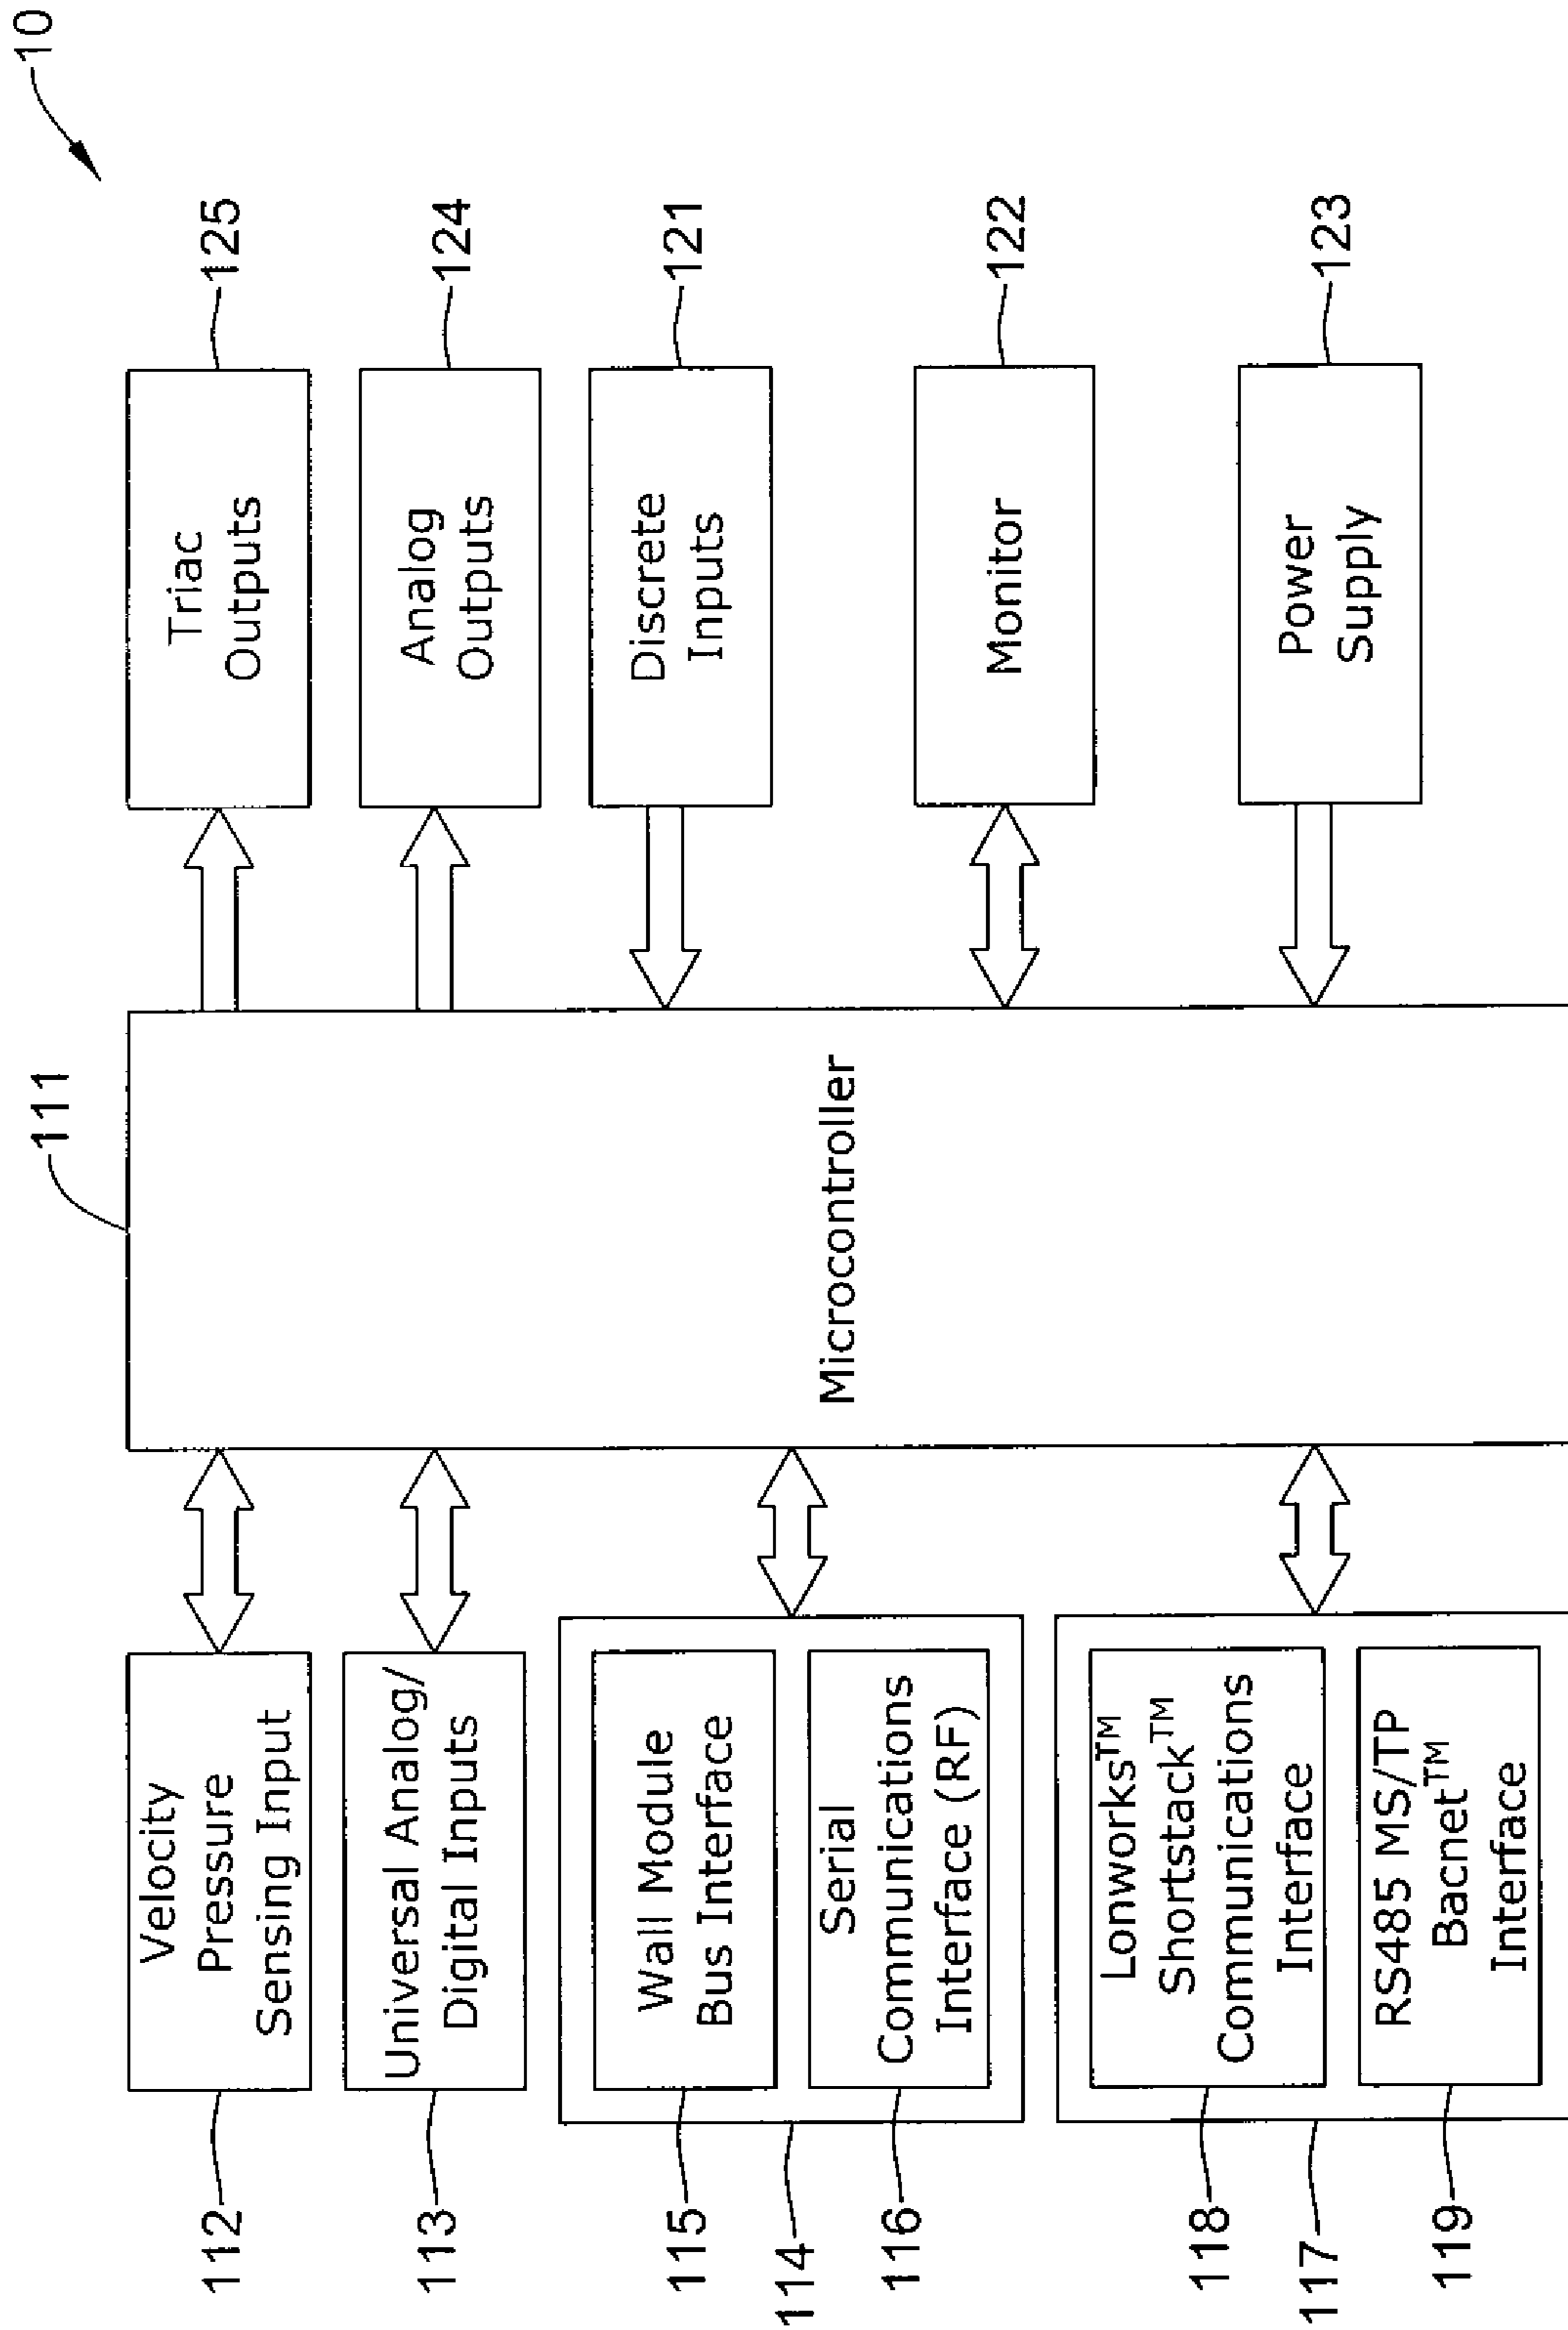 10
111
112
Velocity
Pressure
Sensing Input
113
Universal Analog/
Digital Inputs
114
115
Wall Module
Bus Interface
116
Serial
Communications
Interface (RF)
117
118
Lonworks™
Shortstack™
Communications
Interface
119
RS485 MS/TP
Bacnet™
Interface
Microcontroller
Triac
Outputs
125
Analog
Outputs
124
Discrete
Inputs
121
Monitor
122
Power
Supply
123